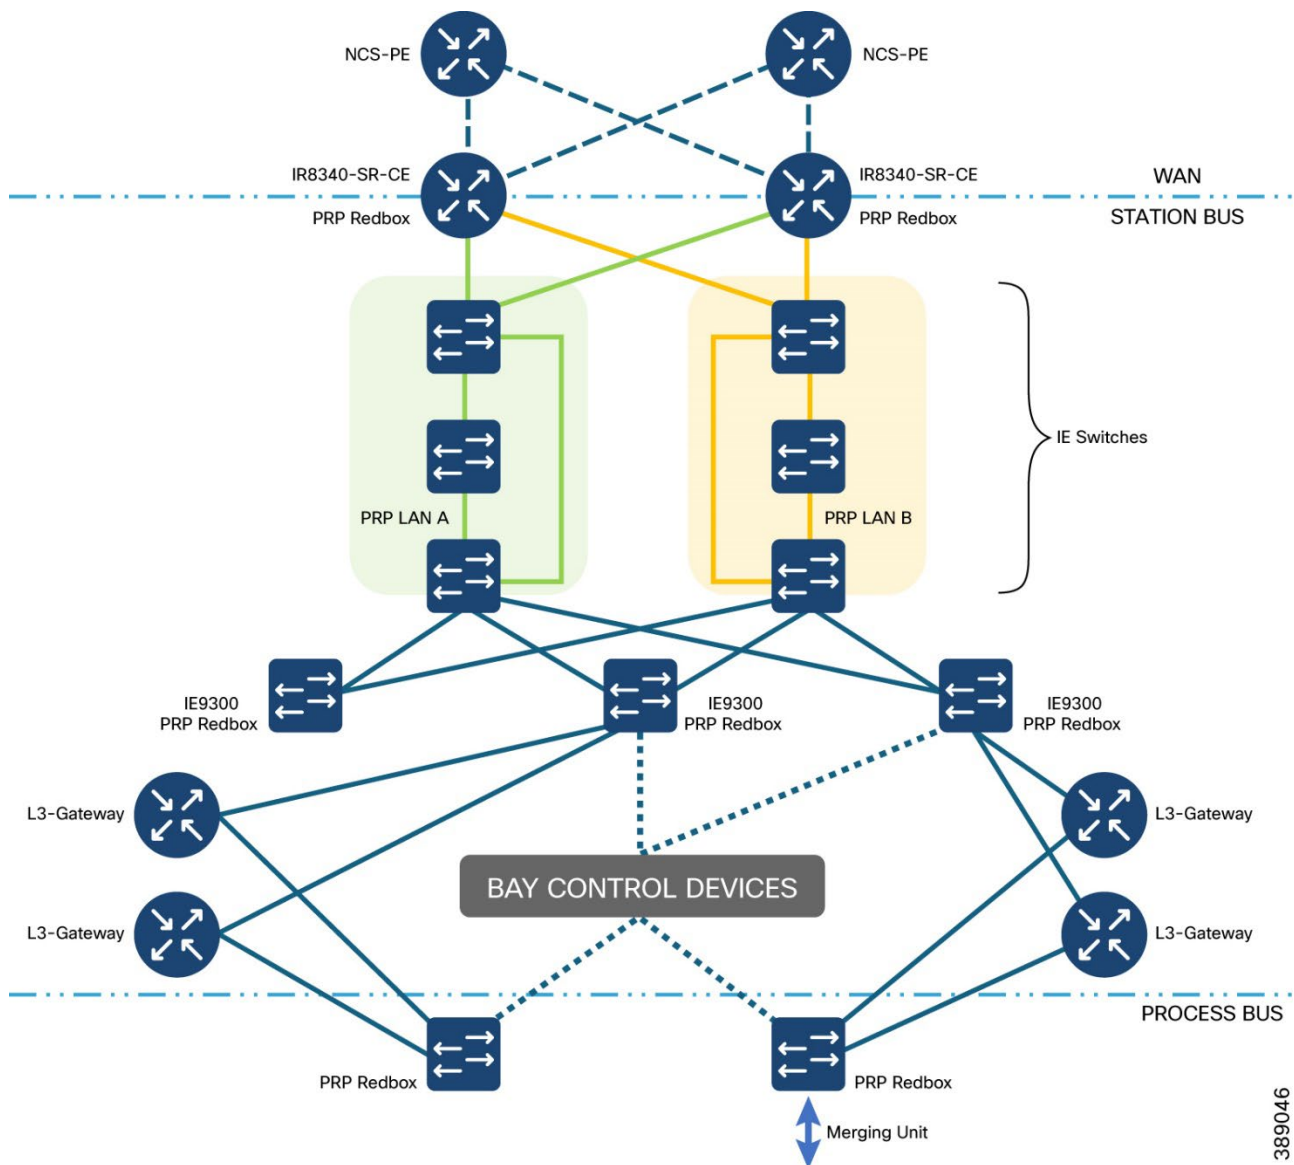 NCS-PE
NCS-PE
IR8340-SR-CE
IR8340-SR-CE
WAN
PRP Redbox
PRP Redbox
STATION BUS
IE Switches
PRP LAN A
PRP LAN B
IE9300
PRP Redbox
IE9300
PRP Redbox
IE9300
PRP Redbox
L3-Gateway
L3-Gateway
BAY CONTROL DEVICES
L3-Gateway
L3-Gateway
PROCESS BUS
PRP Redbox
PRP Redbox
Merging Unit
389046